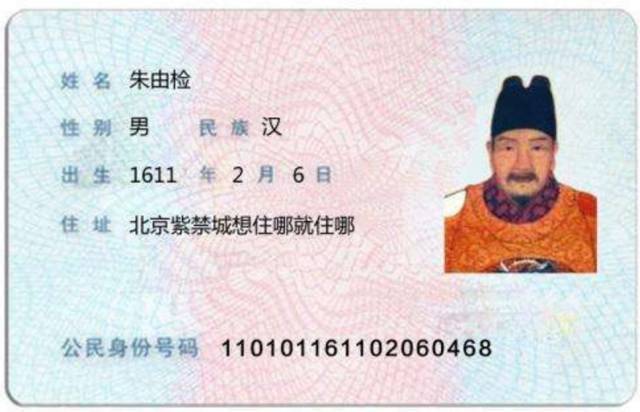 姓名 朱由检
性别 男 民族 汉
出生 1611 年 2 月 6 日
住址 北京紫禁城想住哪就住哪
公民身份号码 110101161102060468